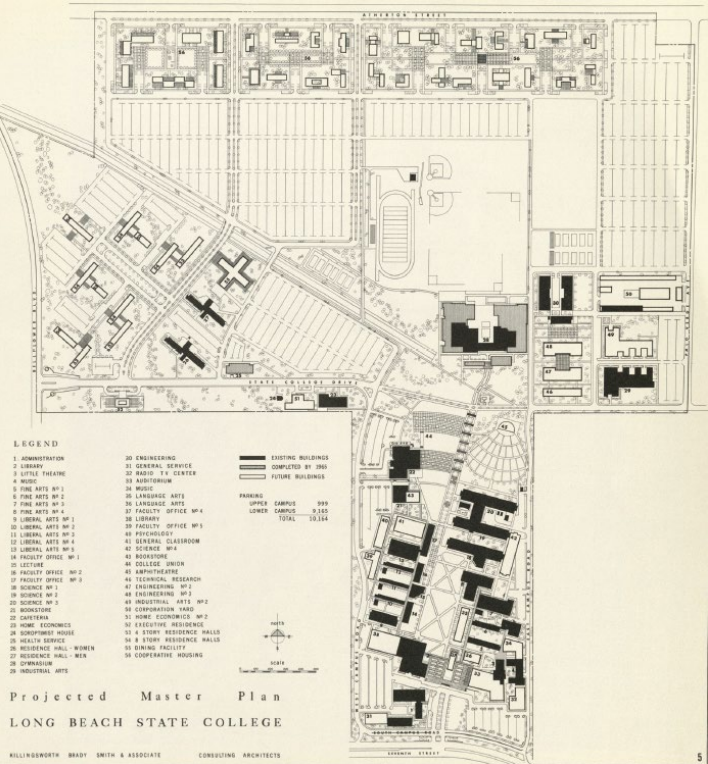 ATHERTON STREET
BELLFLOWER BLVD
STATE COLLEGE DRIVE
LEGEND
1 ADMINISTRATION
2 LIBRARY
3 LITTLE THEATRE
4 MUSIC
5 FINE ARTS Nº 1
6 FINE ARTS Nº 2
7 FINE ARTS Nº 3
8 FINE ARTS Nº 4
9 LIBERAL ARTS Nº 1
10 LIBERAL ARTS Nº 2
11 LIBERAL ARTS Nº 3
12 LIBERAL ARTS Nº 4
13 LIBERAL ARTS Nº 5
14 FACULTY OFFICE Nº 1
15 LECTURE
16 FACULTY OFFICE Nº 2
17 FACULTY OFFICE Nº 3
18 SCIENCE Nº 1
19 SCIENCE Nº 2
20 SCIENCE Nº 3
21 BOOKSTORE
22 CAFETERIA
23 HOME ECONOMICS
24 SOROPTIMIST HOUSE
25 HEALTH SERVICE
26 RESIDENCE HALL - WOMEN
27 RESIDENCE HALL - MEN
28 GYMNASIUM
29 INDUSTRIAL ARTS
30 ENGINEERING
31 GENERAL SERVICE
32 RADIO TV CENTER
33 AUDITORIUM
34 MUSIC
35 LANGUAGE ARTS
36 LANGUAGE ARTS
37 FACULTY OFFICE Nº 4
38 LIBRARY
39 FACULTY OFFICE Nº 5
40 PSYCHOLOGY
41 GENERAL CLASSROOM
42 SCIENCE Nº 4
43 BOOKSTORE
44 COLLEGE UNION
45 AMPHITHEATRE
46 TECHNICAL RESEARCH
47 ENGINEERING Nº 2
48 ENGINEERING Nº 3
49 INDUSTRIAL ARTS Nº 2
50 CORPORATION YARD
51 HOME ECONOMICS Nº 2
52 EXECUTIVE RESIDENCE
53 4 STORY RESIDENCE HALLS
54 8 STORY RESIDENCE HALLS
55 DINING FACILITY
56 COOPERATIVE HOUSING
EXISTING BUILDINGS
COMPLETED BY 1965
FUTURE BUILDINGS
PARKING
UPPER CAMPUS 999
LOWER CAMPUS 9,165
TOTAL 10,164
north
scale
Projected Master Plan
LONG BEACH STATE COLLEGE
KILLINGSWORTH BRADY SMITH & ASSOCIATE CONSULTING ARCHITECTS
SOUTH CAMPUS ROAD
SEVENTH STREET
5